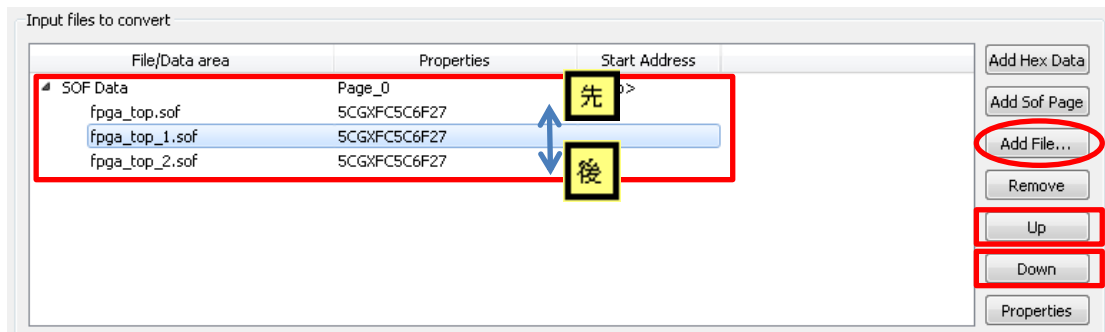 Input files to convert
File/Data area Properties Start Address
SOF Data Page_0 >
fpga_top.sof 5CGXFC5C6F27
fpga_top_1.sof 5CGXFC5C6F27
fpga_top_2.sof 5CGXFC5C6F27
先
後
Add Hex Data
Add Sof Page
Add File...
Remove
Up
Down
Properties